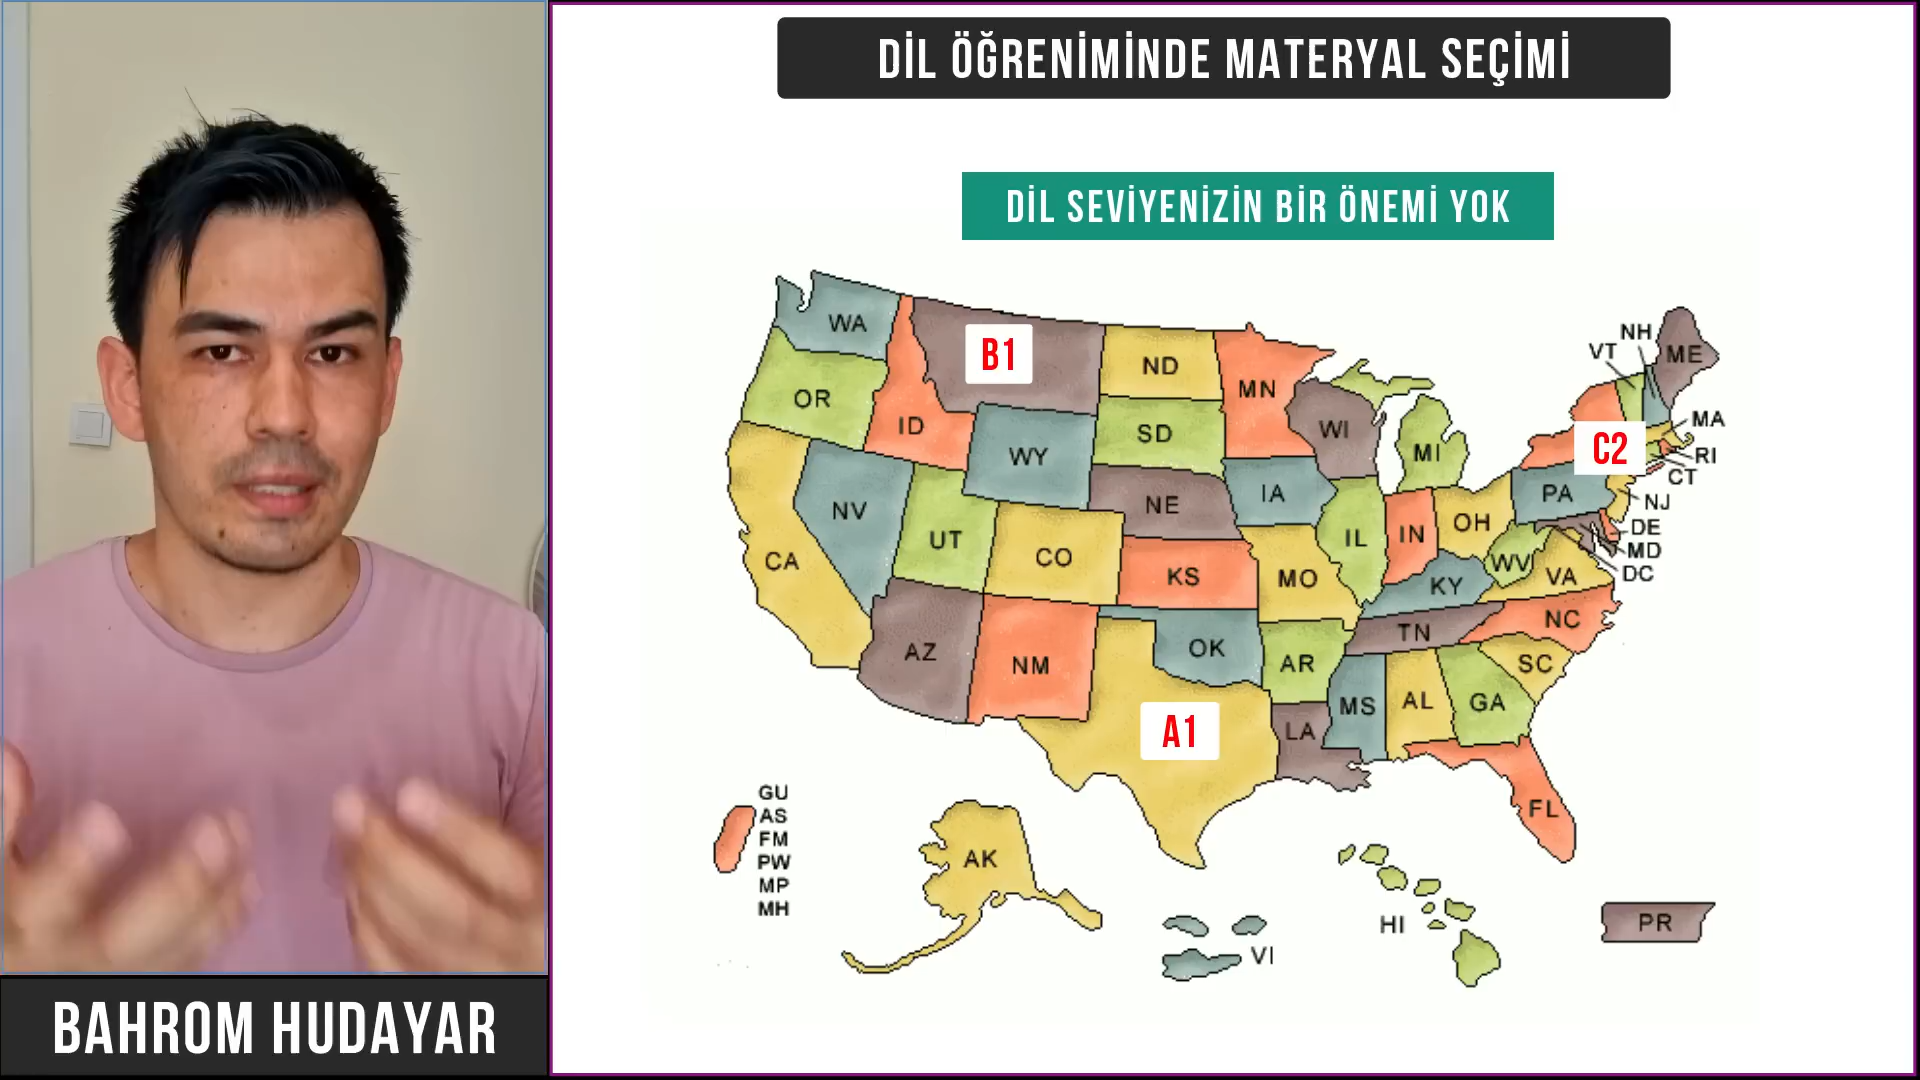 DİL ÖĞRENİMİNDE MATERYAL SEÇİMİ
DİL SEVİYENİZİN BİR ÖNEMİ YOK
WA
B1
ND
MN
NH
VT
ME
OR
ID
WY
SD
WI
MI
C2
MA
RI
CT
NV
UT
CO
NE
IA
IL
IN
OH
PA
NJ
DE
MD
DC
WV
VA
CA
KS
MO
KY
NC
AZ
NM
OK
AR
TN
SC
A1
LA
MS
AL
GA
FL
GU
AS
FM
PW
MP
MH
AK
VI
HI
PR
BAHROM HUDAYAR